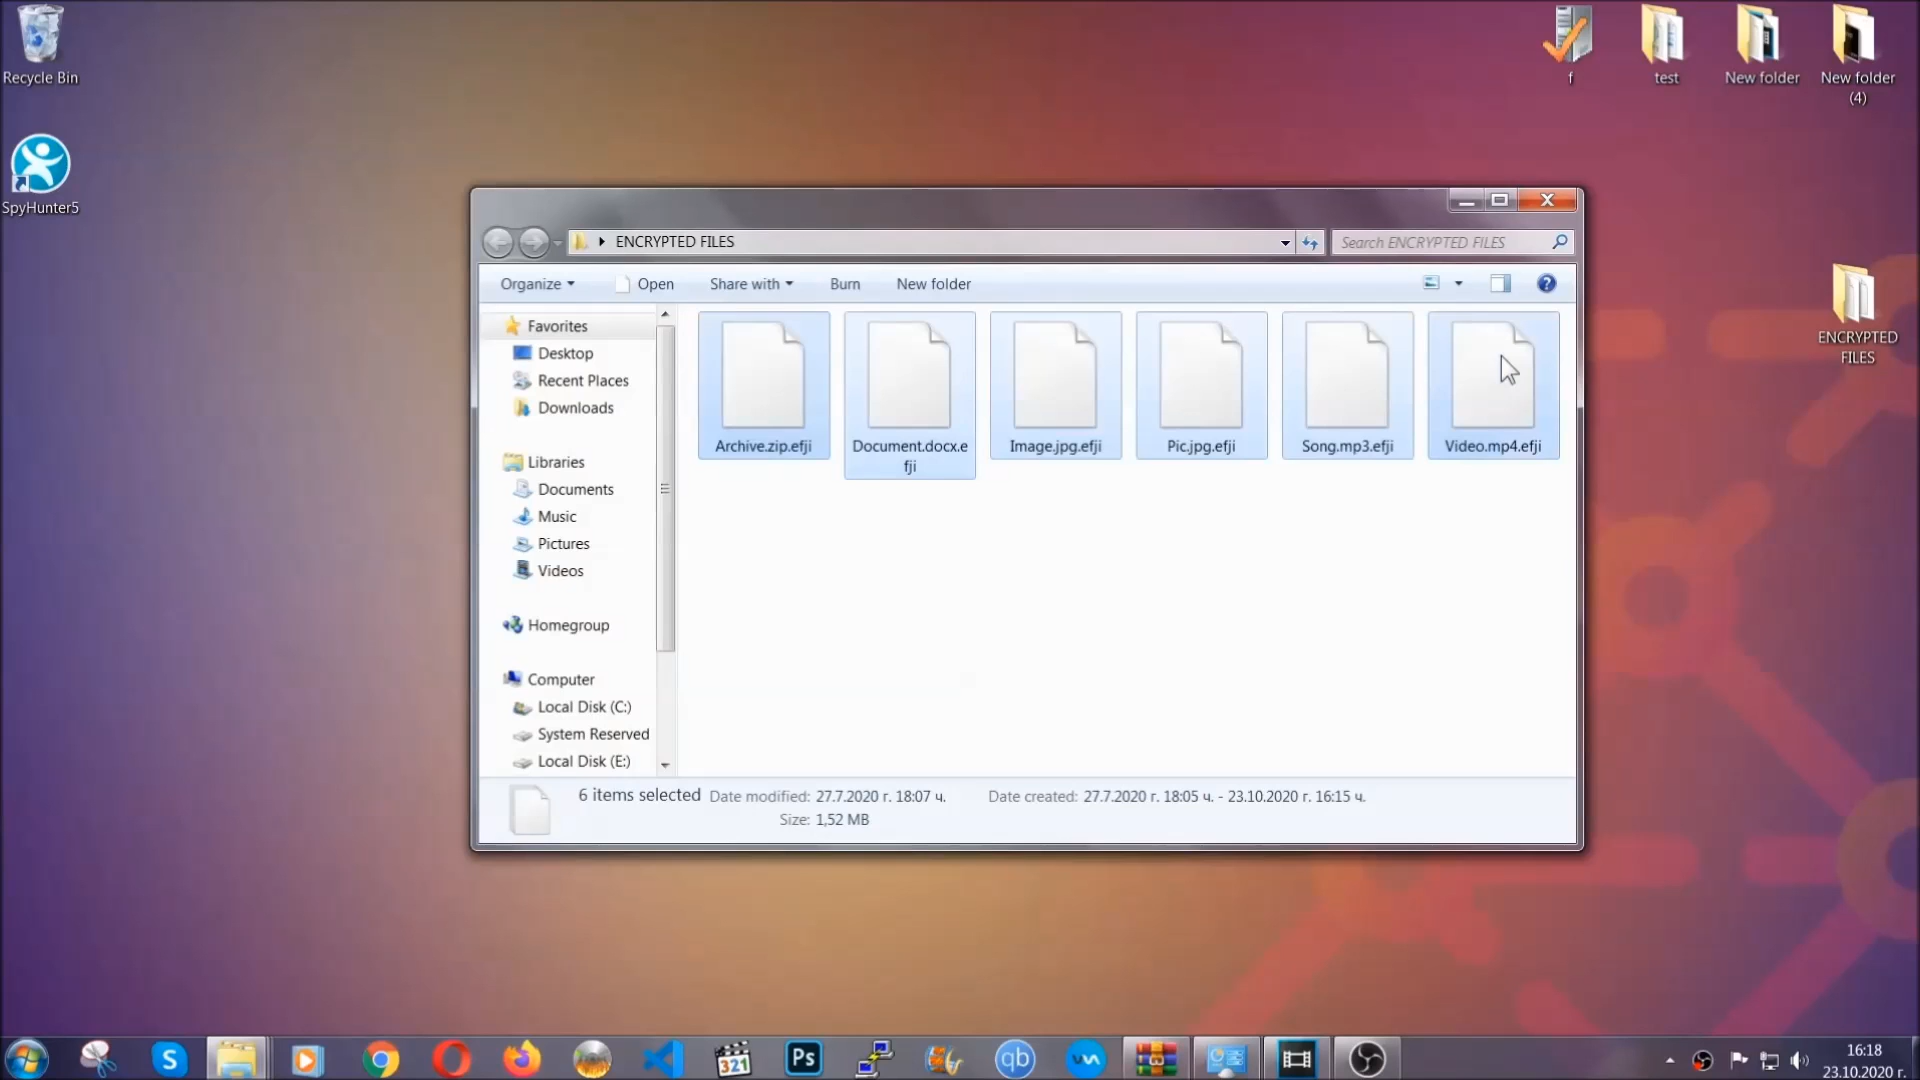 Recycle Bin
SpyHunter5
f
test
New folder
New folder
(4)
ENCRYPTED
FILES
ENCRYPTED FILES
Search ENCRYPTED FILES
Organize
Open
Share with
Burn
New folder
Favorites
Desktop
Recent Places
Downloads
Libraries
Documents
Music
Pictures
Videos
Homegroup
Computer
Local Disk (C:)
System Reserved
Local Disk (E:)
Archive.zip.efji
Document.docx.e
fji
Image.jpg.efji
Pic.jpg.efji
Song.mp3.efji
Video.mp4.efji
6 items selected Date modified: 27.7.2020 г. 18:07 ч. Date created: 27.7.2020 г. 18:05 ч. - 23.10.2020 г. 16:15 ч.
Size: 1,52 MB
S
321
Ps
qb
16:18
23.10.2020 г.